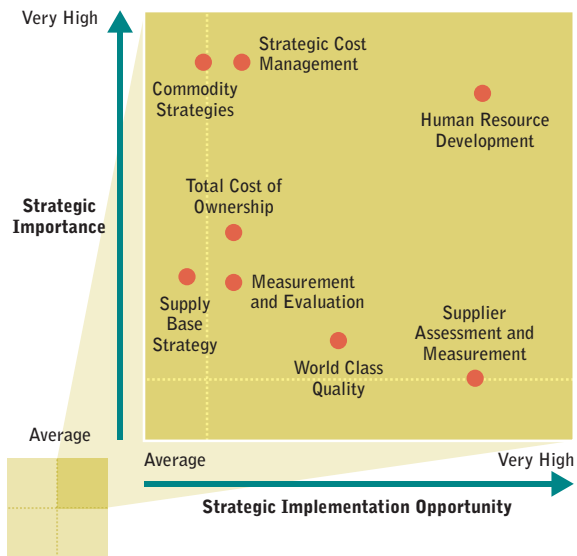 Very High
Strategic Cost
Management
Commodity
Strategies
Human Resource
Development
Total Cost of
Ownership
Strategic
Importance
Measurement
and Evaluation
Supply
Base
Strategy
Supplier
Assessment and
Measurement
World Class
Quality
Average
Average
Very High
Strategic Implementation Opportunity